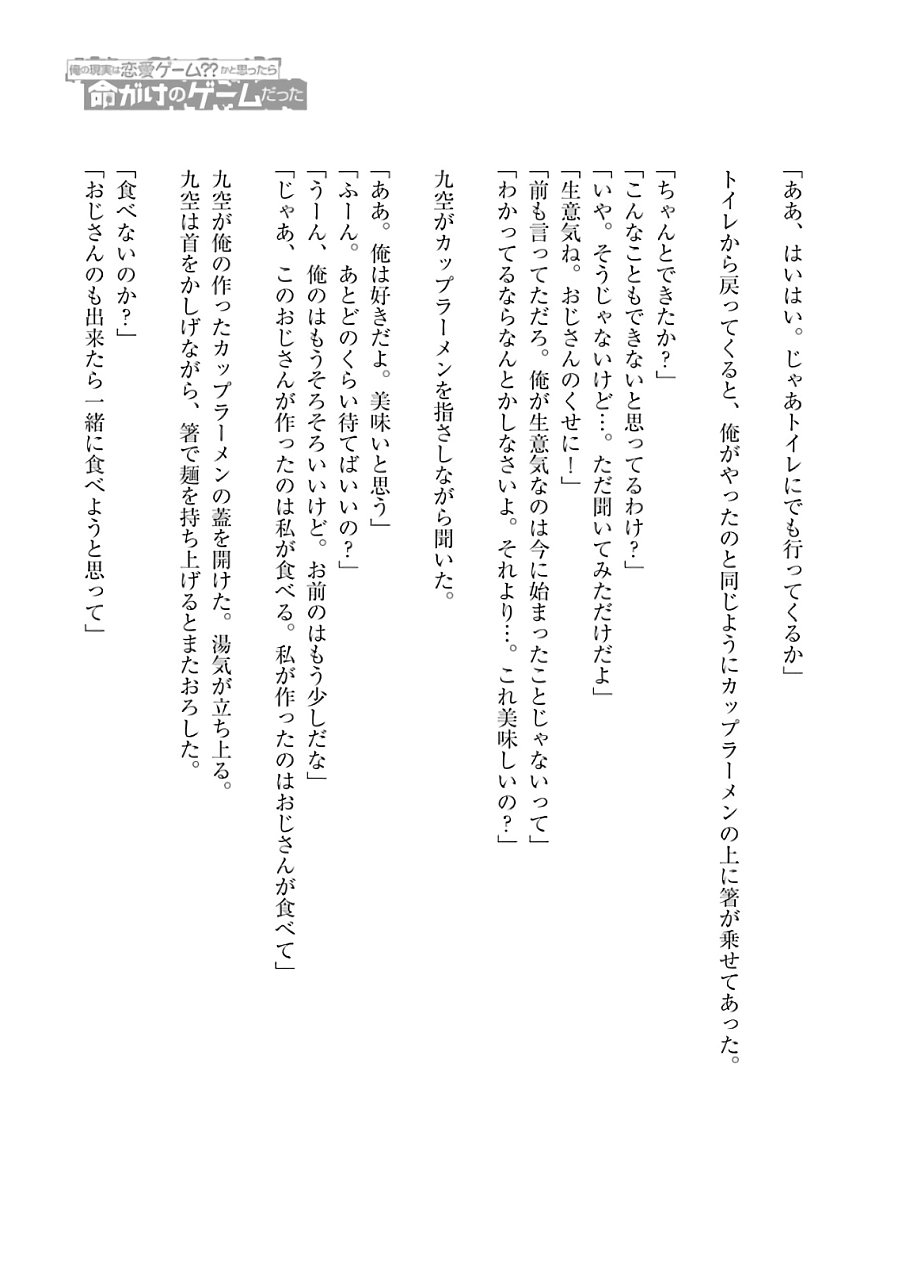 俺の現実は恋愛ゲーム??かと思ったら
命がけのゲームだった
「ああ、はいはい。じゃあトイレにでも行ってくるか」
トイレから戻ってくると、俺がやったのと同じようにカップラーメンの上に箸が乗せてあった。
「ちゃんとできたか?」
「こんなこともできないと思ってるわけ?」
「いや。そうじゃないけど…。ただ聞いてみただけだよ」
「生意気ね。おじさんのくせに!」
「前も言ってただろ。俺が生意気なのは今に始まったことじゃないって」
「わかってるならなんとかしなさいよ。それより…。これ美味しいの?」
九空がカップラーメンを指さしながら聞いた。
「ああ。俺は好きだよ。美味いと思う」
「ふーん。あとどのくらい待てばいいの?」
「うーん、俺のはもうそろそろいいけど。お前のはもう少しだな」
「じゃあ、このおじさんが作ったのは私が食べる。私が作ったのはおじさんが食べて」
九空が俺の作ったカップラーメンの蓋を開けた。湯気が立ち上る。
九空は首をかしげながら、箸で麺を持ち上げるとまたおろした。
「食べないのか?」
「おじさんのも出来たら一緒に食べようと思って」